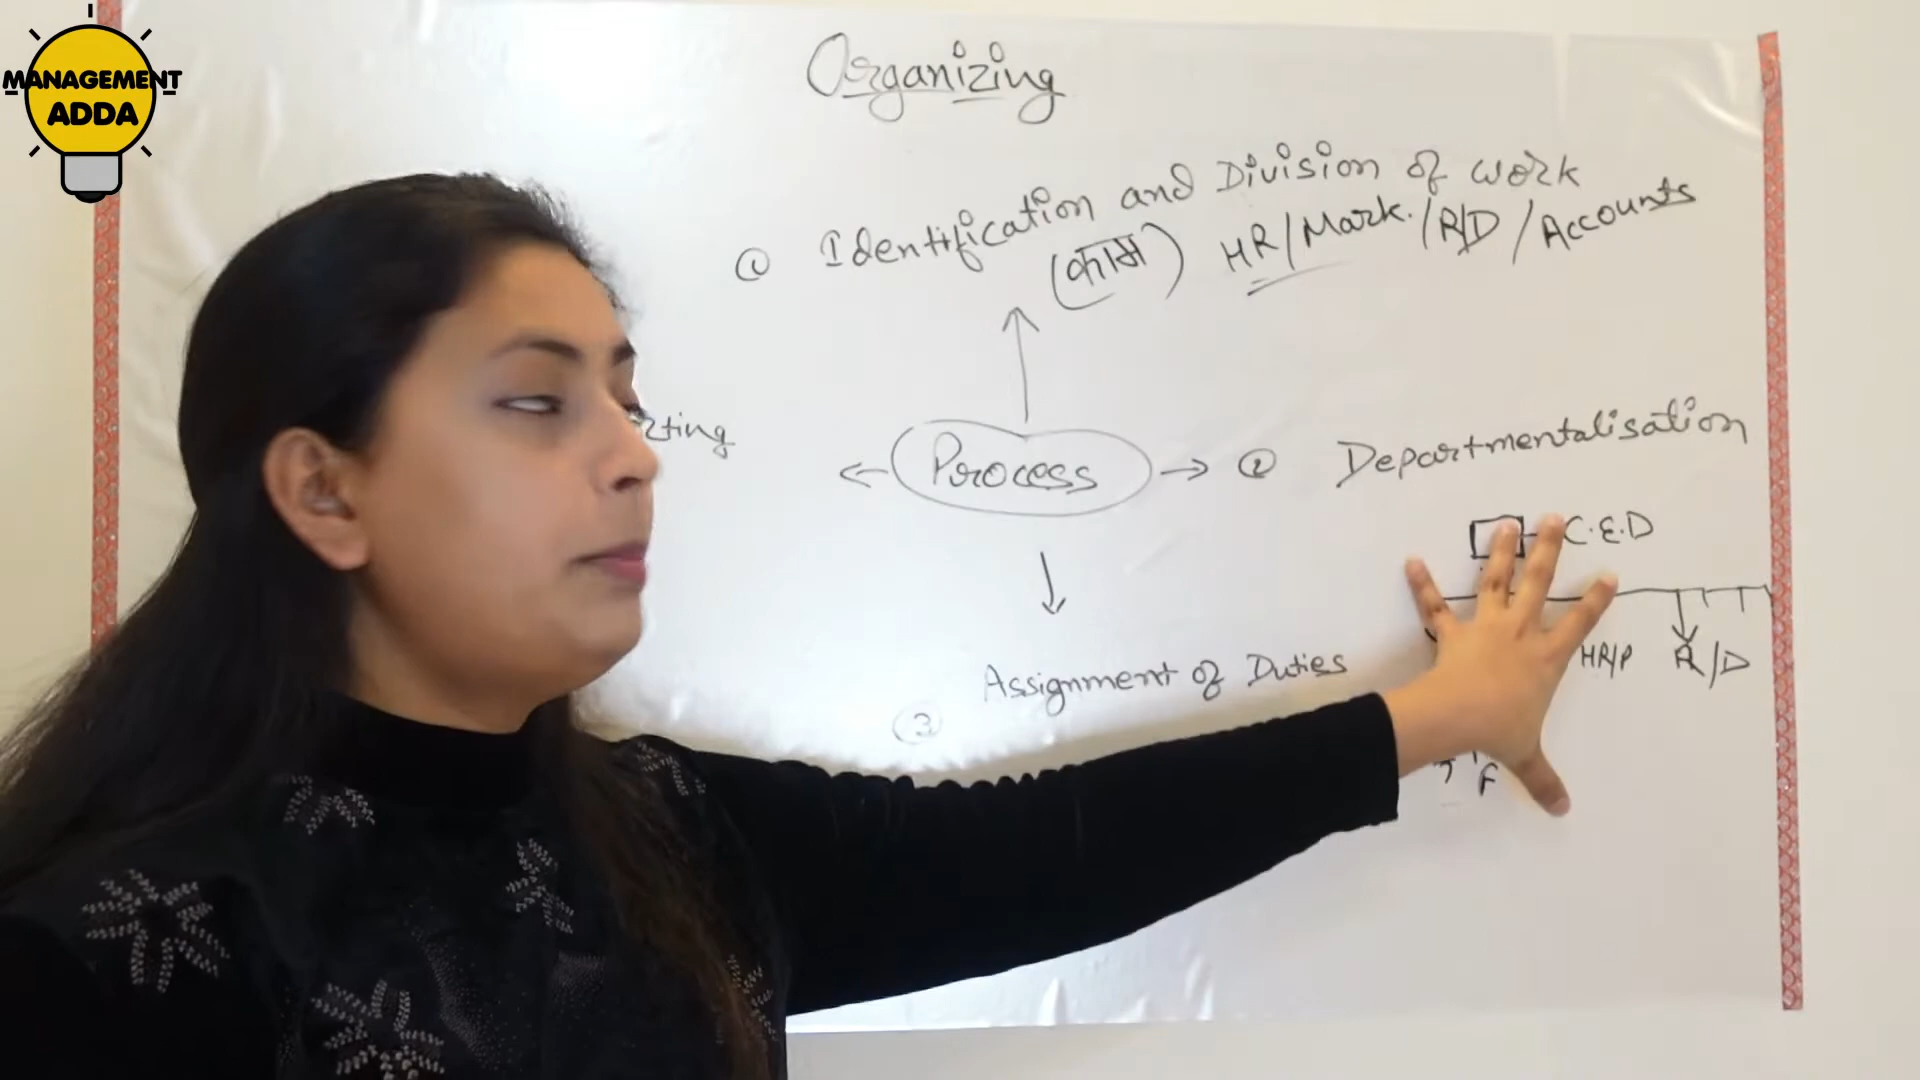 MANAGEMENT
ADDA
Organizing
① Identification and Division of work
(काम) HR/Mark./R/D/Accounts
rting
Process
② Departmentalisation
C.E.O
HR/P
R/D
Assignment of Duties
③
F